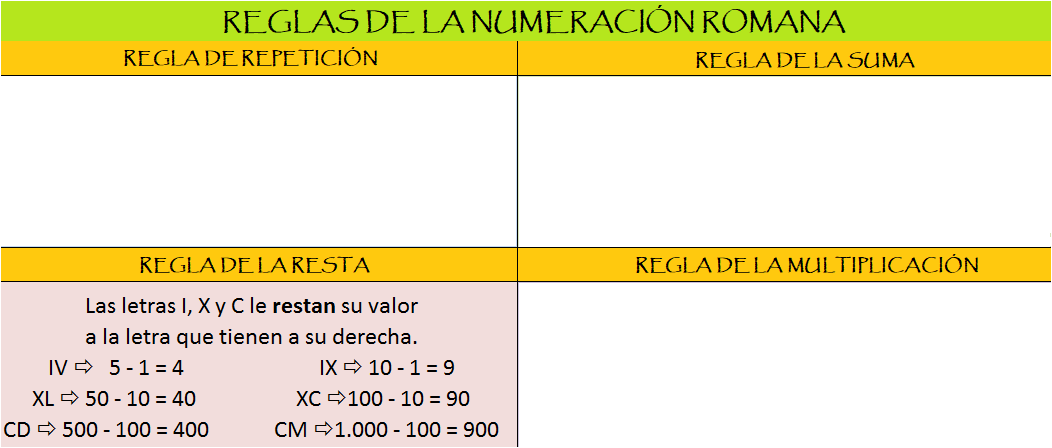 REGLAS DE LA NUMERACIÓN ROMANA
REGLA DE REPETICIÓN
REGLA DE LA SUMA
REGLA DE LA RESTA
Las letras I, X y C le restan su valor
a la letra que tienen a su derecha.
IV ⇨ 5 - 1 = 4 IX ⇨ 10 - 1 = 9
XL ⇨ 50 - 10 = 40 XC ⇨100 - 10 = 90
CD ⇨ 500 - 100 = 400 CM ⇨1.000 - 100 = 900
REGLA DE LA MULTIPLICACIÓN